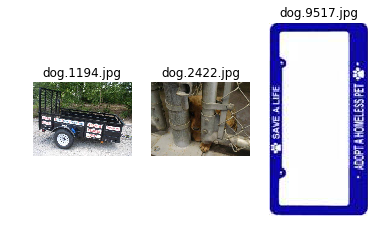 dog.1194.jpg
dog.2422.jpg
dog.9517.jpg
SAVE A LIFE
ADOPT A HOMELESS PET